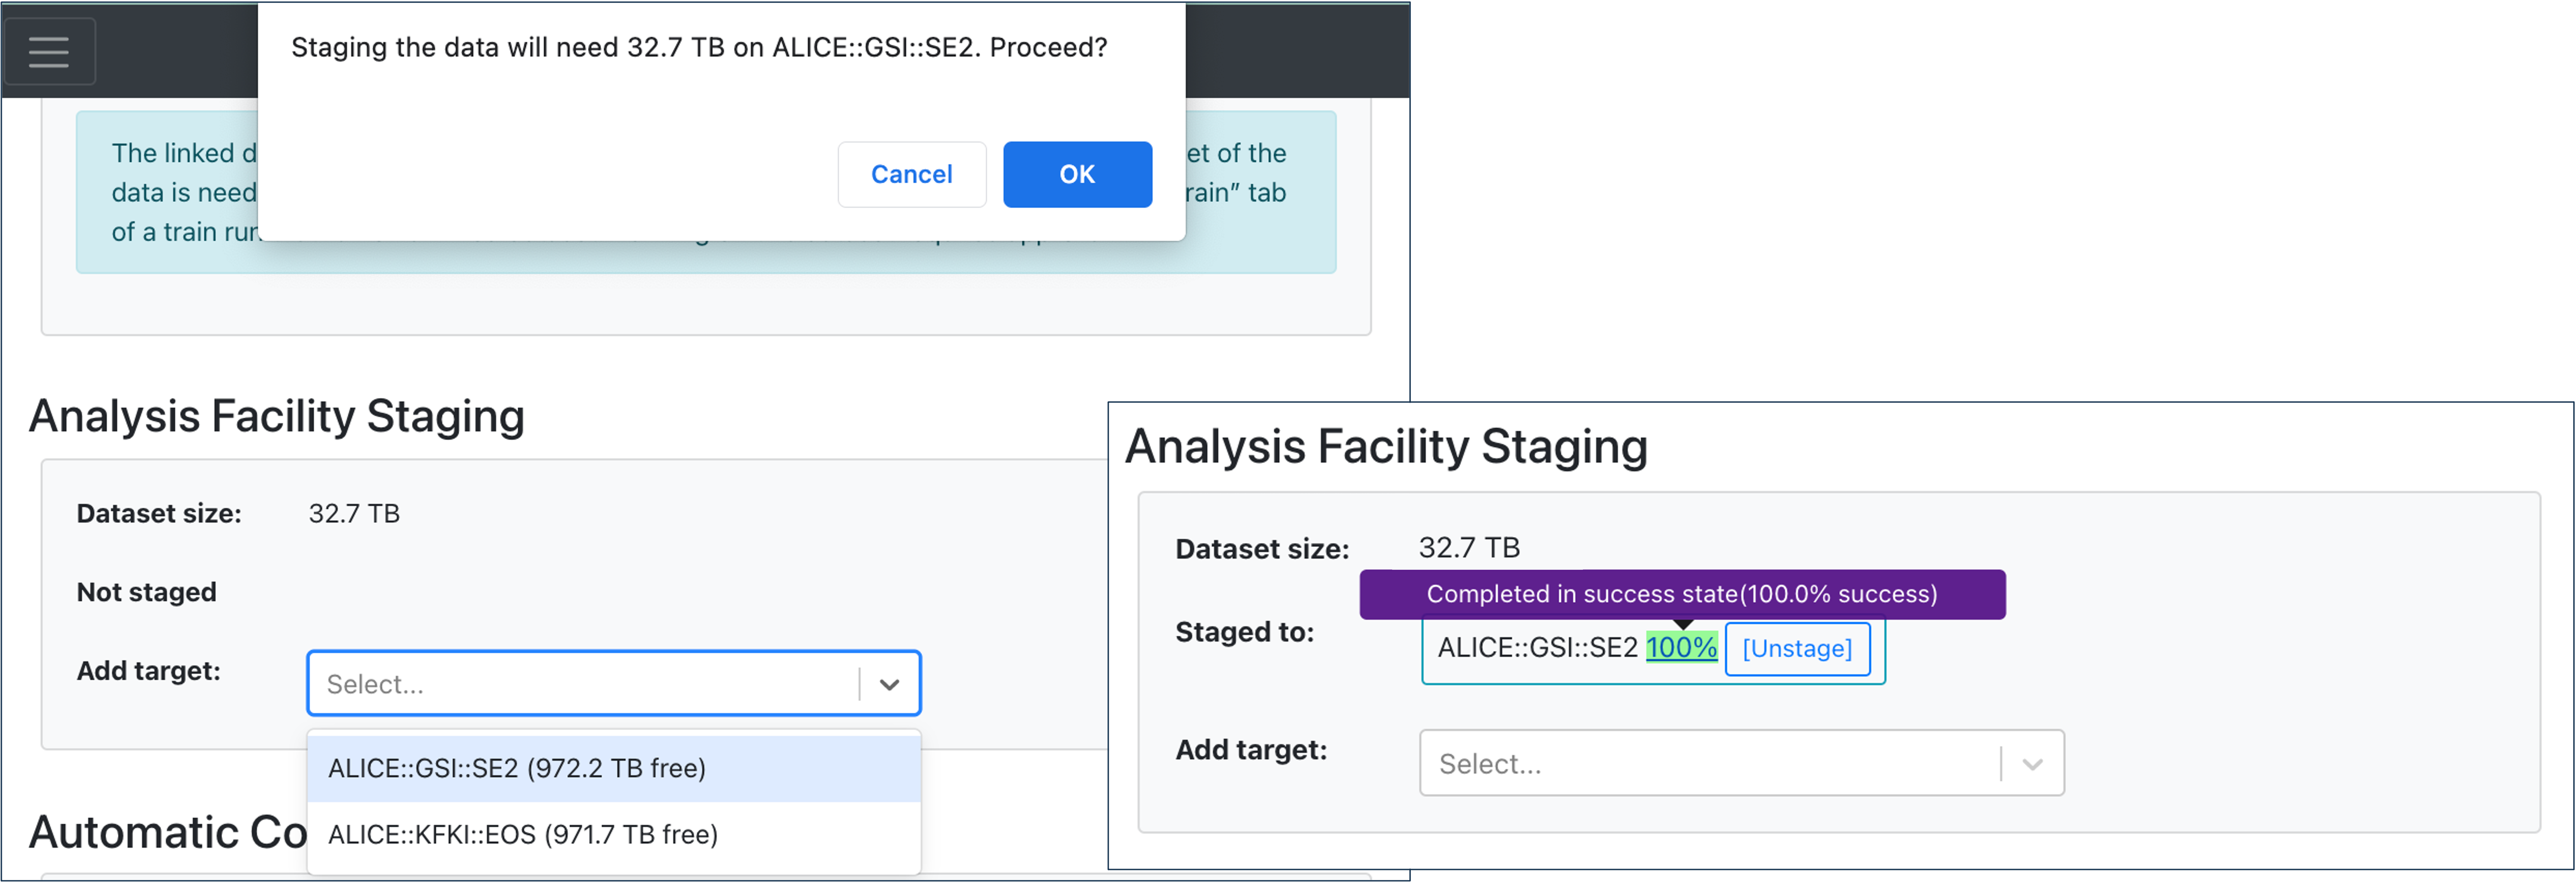 Staging the data will need 32.7 TB on ALICE::GSI::SE2. Proceed?
Cancel
OK
The linked
et of the
data is need
rain” tab
of a train
Analysis Facility Staging
Dataset size: 32.7 TB
Not staged
Add target: Select...
ALICE::GSI::SE2 (972.2 TB free)
ALICE::KFKI::EOS (971.7 TB free)
Automatic Co
Analysis Facility Staging
Dataset size: 32.7 TB
Completed in success state(100.0% success)
Staged to: ALICE::GSI::SE2 100% [Unstage]
Add target: Select...